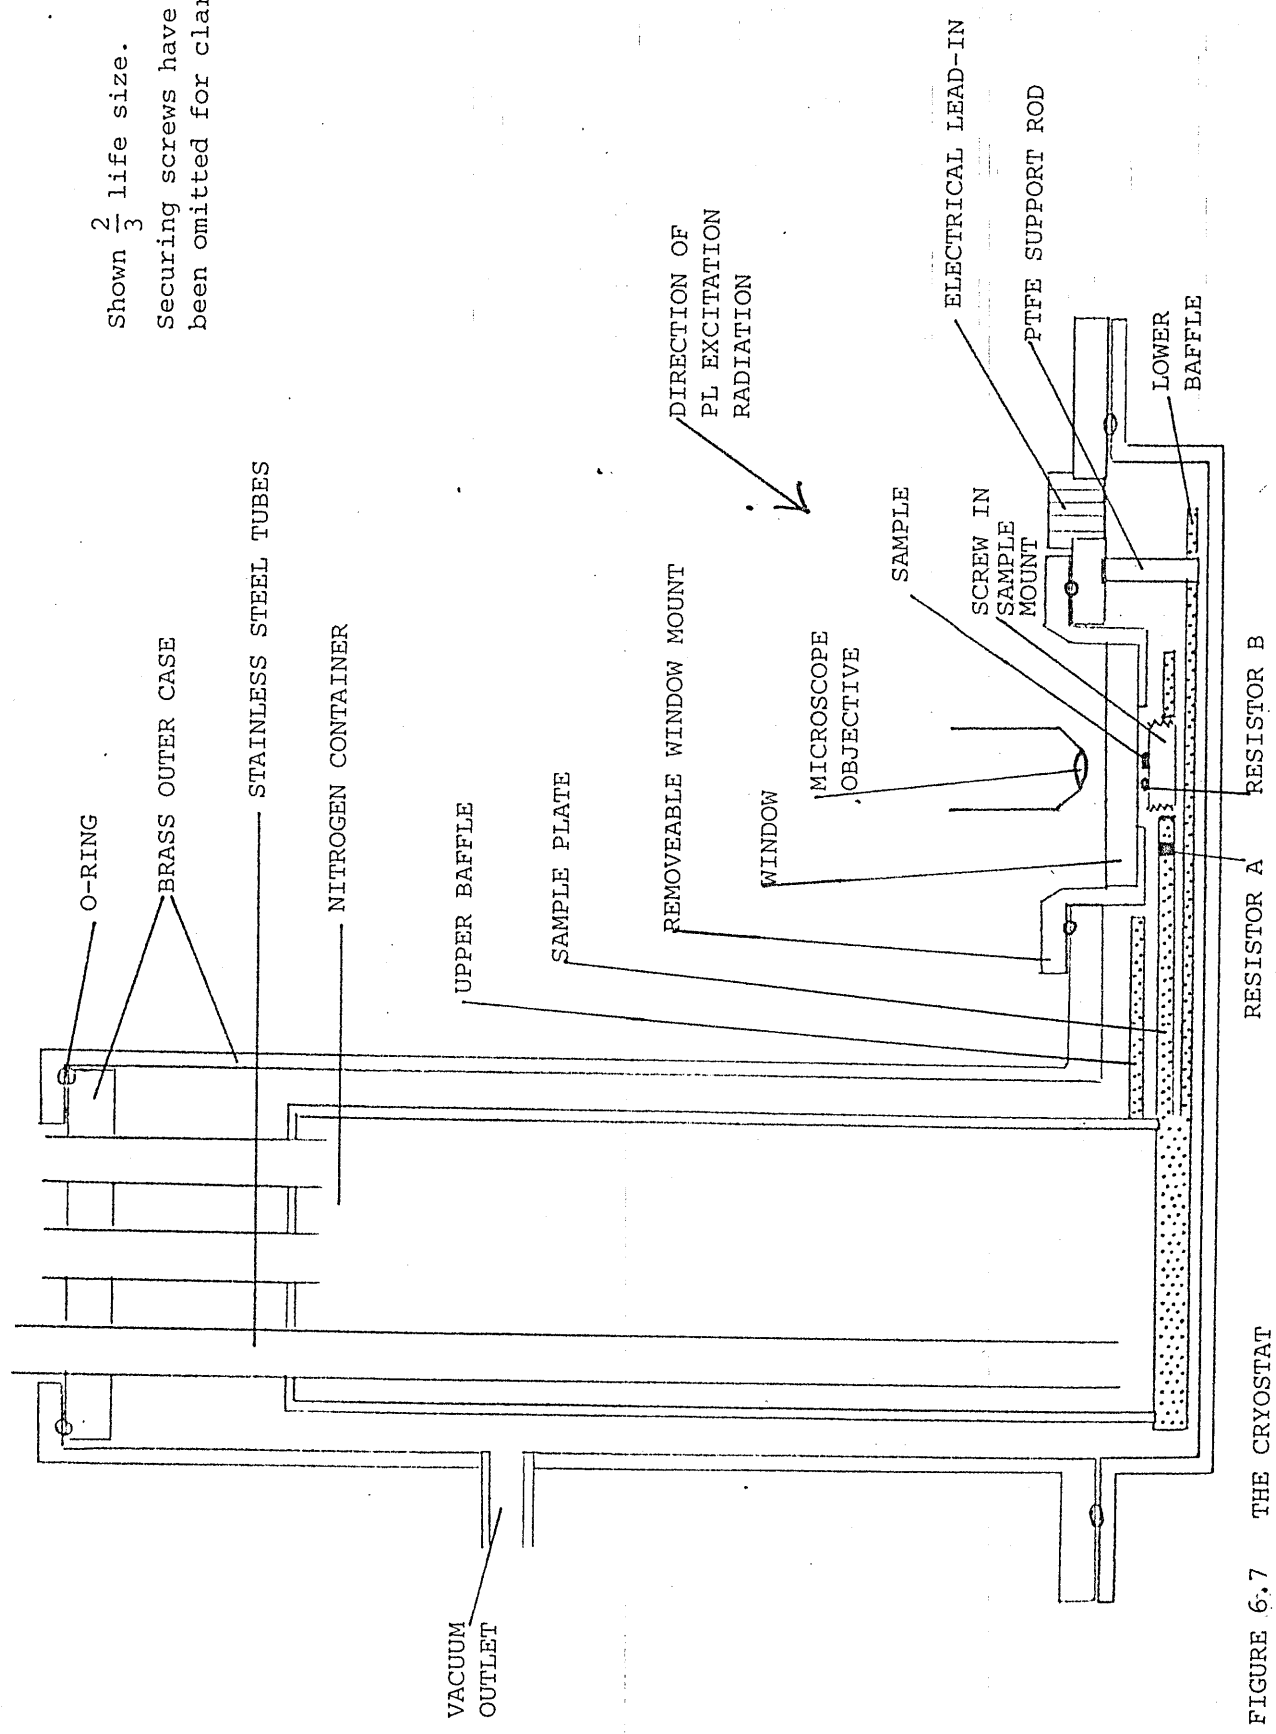 Shown 2/3 life size.
Securing screws have
been omitted for
O-RING
BRASS OUTER CASE
STAINLESS STEEL TUBES
NITROGEN CONTAINER
UPPER BAFFLE
SAMPLE PLATE
REMOVEABLE WINDOW MOUNT
WINDOW
MICROSCOPE
OBJECTIVE
SAMPLE
SCREW IN
SAMPLE
MOUNT
DIRECTION OF
PL EXCITATION
RADIATION
ELECTRICAL LEAD-IN
PTFE SUPPORT ROD
LOWER
BAFFLE
RESISTOR A
RESISTOR B
VACUUM
OUTLET
FIGURE 6.7 THE CRYOSTAT